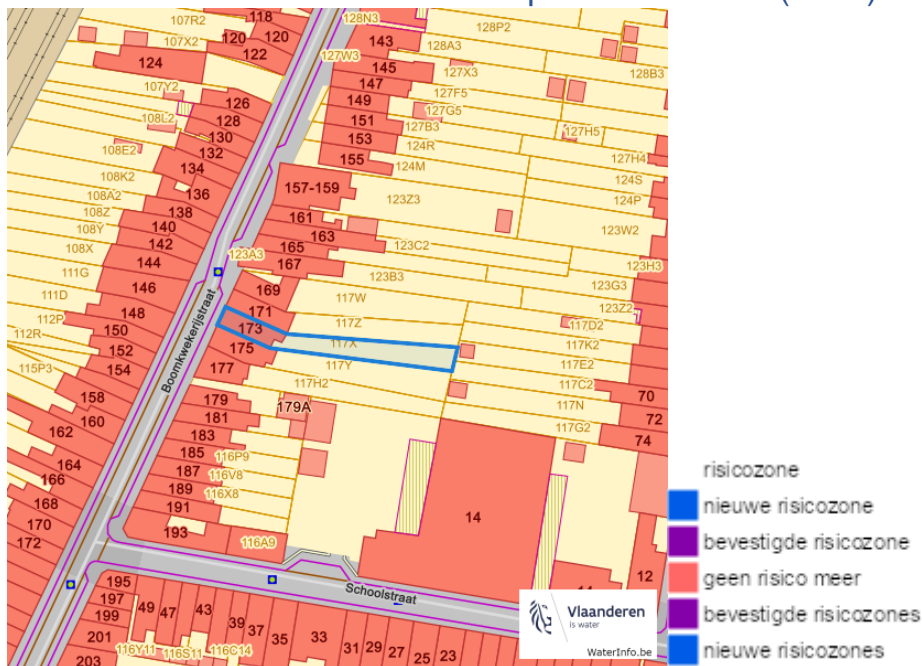 118
128N3
128P2
107R2
120
120
143
128A3
107X2
122
127W3
124
145
127X3
128B3
107Y2
147
127F5
126
149
127G5
108L2
128
151
127B3
127H5
130
153
124R
108E2
132
155
124M
127H4
134
124S
108K2
157-159
124P
136
123Z3
108A2
138
161
123W2
108Z
140
163
108Y
142
165
123C2
108X
123A3
167
123H3
144
111G
169
123B3
123G3
146
117W
111D
171
123Z2
148
117Z
117D2
112P
173
150
117X
117K2
112R
175
152
117Y
117E2
115P3
154
177
117H2
117C2
70
158
179
179A
117N
72
160
181
117G2
74
162
183
116P9
185
164
116V8
166
187
168
116X8
189
14
170
191
172
193
116A9
12
Boomkwekerijstraat
Schoolstraat
195
197
49
47
43
199
39
37
35
33
31
29
27
25
23
201
203
116Y11
116S11
116C14
Vlaanderen
is water
WaterInfo.be
risicozone
nieuwe risicozone
bevestigde risicozone
geen risico meer
bevestigde risicozones
nieuwe risicozones